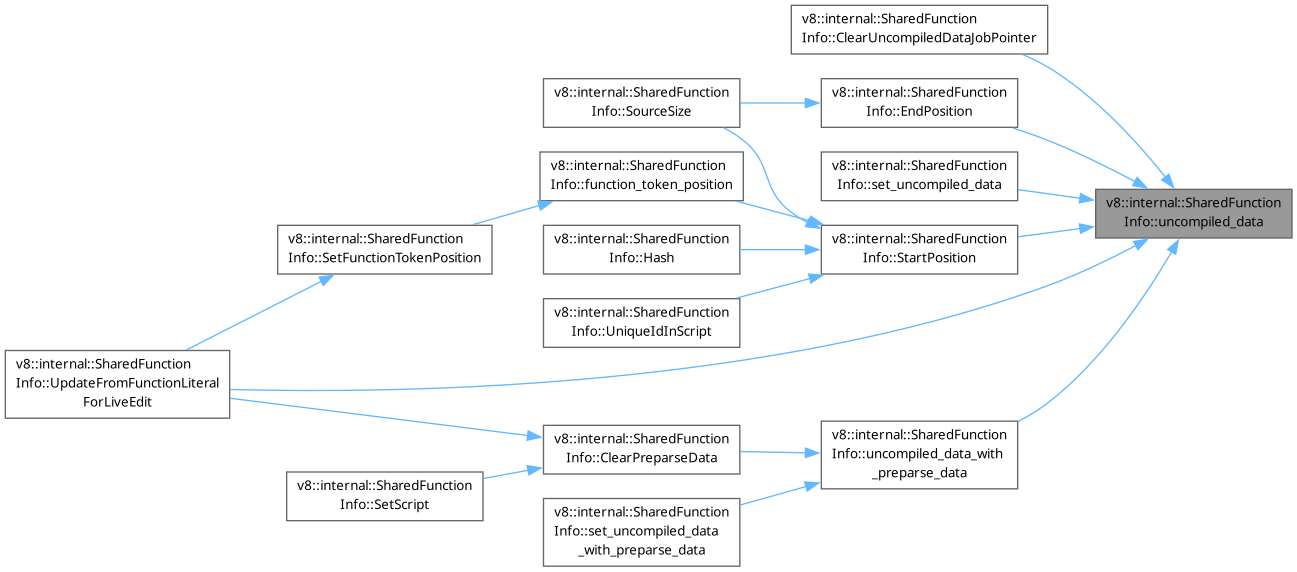 v8::internal::SharedFunction
Info::ClearUncompiledDataJobPointer
v8::internal::SharedFunction
Info::SourceSize
v8::internal::SharedFunction
Info::EndPosition
v8::internal::SharedFunction
Info::function_token_position
v8::internal::SharedFunction
Info::set_uncompiled_data
v8::internal::SharedFunction
Info::uncompiled_data
v8::internal::SharedFunction
Info::SetFunctionTokenPosition
v8::internal::SharedFunction
Info::Hash
v8::internal::SharedFunction
Info::StartPosition
v8::internal::SharedFunction
Info::UniqueIdInScript
v8::internal::SharedFunction
Info::UpdateFromFunctionLiteral
ForLiveEdit
v8::internal::SharedFunction
Info::ClearPreparseData
v8::internal::SharedFunction
Info::uncompiled_data_with
_preparse_data
v8::internal::SharedFunction
Info::SetScript
v8::internal::SharedFunction
Info::set_uncompiled_data
_with_preparse_data